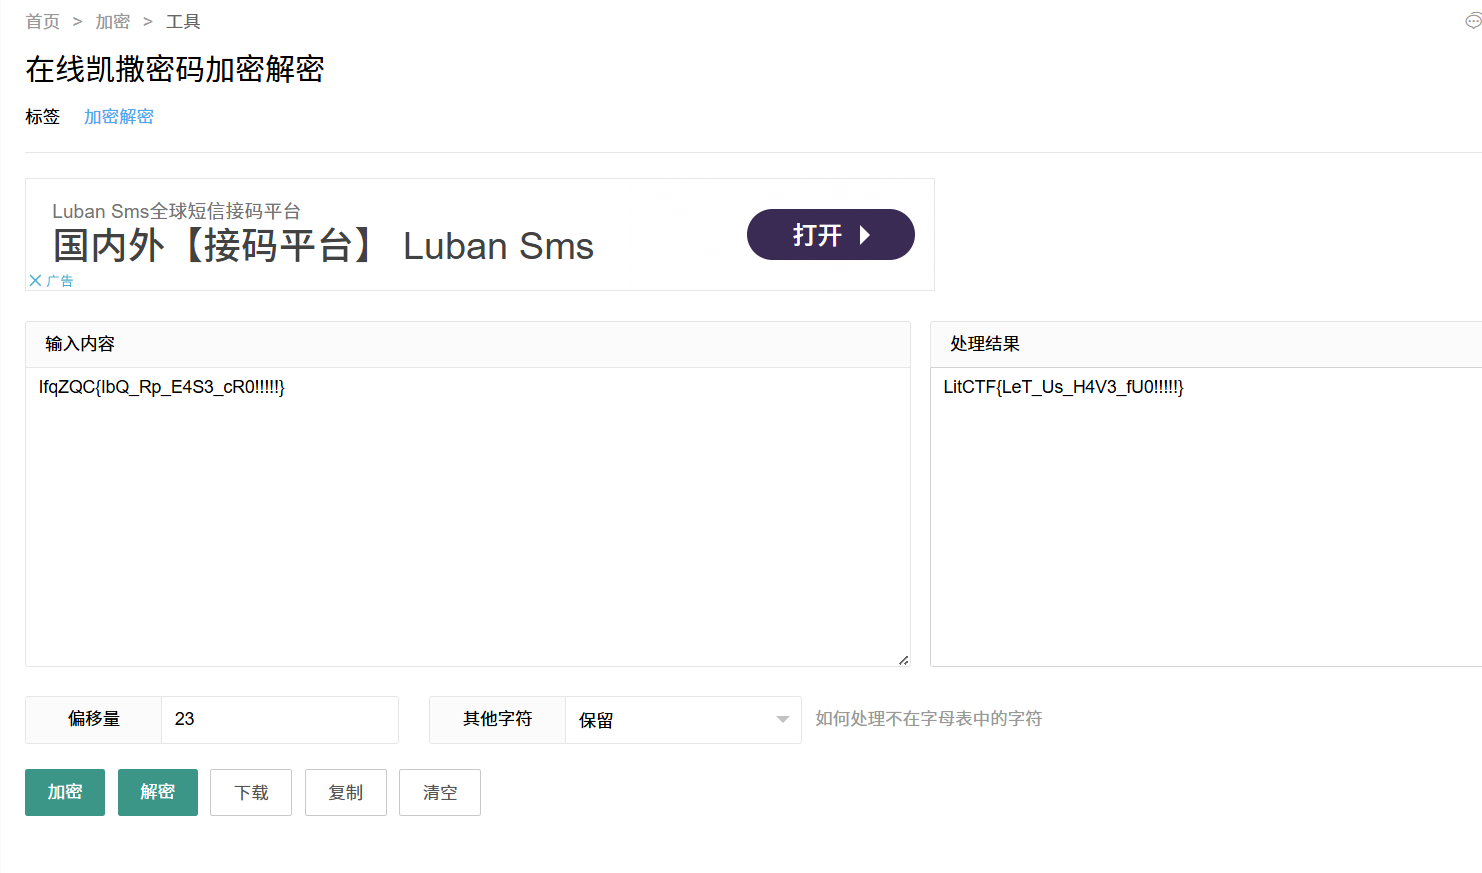 首页 > 加密 > 工具
在线凯撒密码加密解密
标签 加密解密
Luban Sms全球短信接码平台
国内外【接码平台】 Luban Sms
打开
广告
输入内容
处理结果
IfqZQC{IbQ_Rp_E4S3_cR0!!!!!}
LitCTF{LeT_Us_H4V3_fU0!!!!!}
偏移量 23 其他字符 保留 如何处理不在字母表中的字符
加密 解密 下载 复制 清空